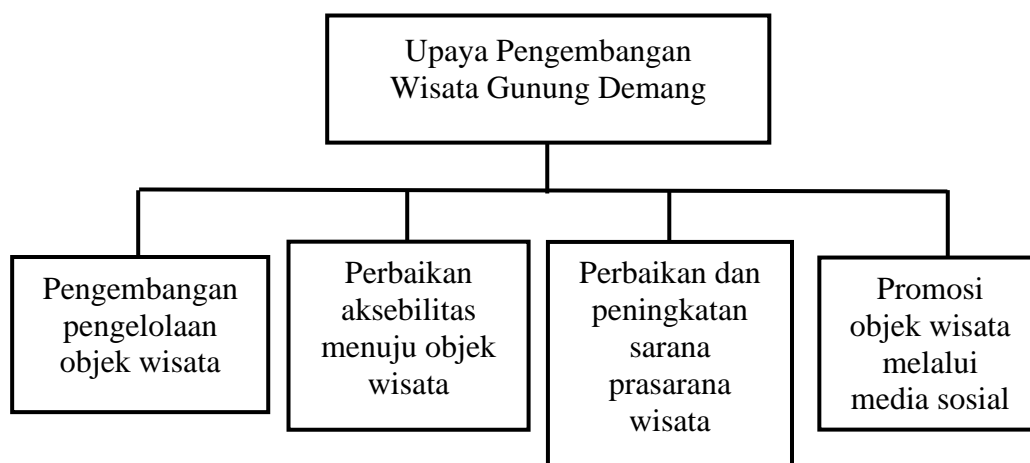 Upaya Pengembangan
Wisata Gunung Demang
Pengembangan
pengelolaan
objek wisata
Perbaikan
aksebilitas
menuju objek
wisata
Perbaikan dan
peningkatan
sarana
prasarana
wisata
Promosi
objek wisata
melalui
media sosial